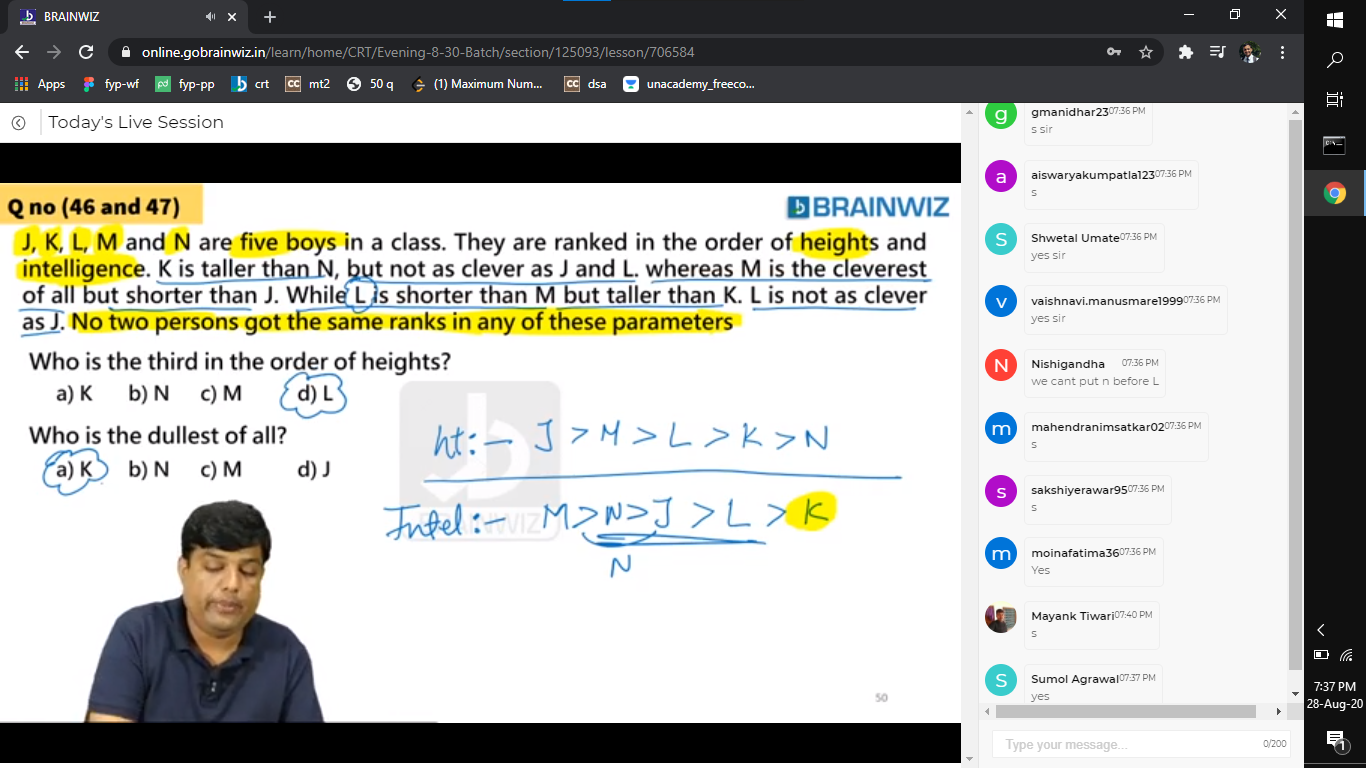 BRAINWIZ
online.gobrainwiz.in/learn/home/CRT/Evening-8-30-Batch/section/125093/lesson/706584
Apps fyp-wf fyp-pp crt mt2 50 q (1) Maximum Num... dsa unacademy_freeco...
Today's Live Session
Q no (46 and 47)
BRAINWIZ
J, K, L, M and N are five boys in a class. They are ranked in the order of heights and
intelligence. K is taller than N, but not as clever as J and L. whereas M is the cleverest
of all but shorter than J. While L is shorter than M but taller than K. L is not as clever
as J. No two persons got the same ranks in any of these parameters
Who is the third in the order of heights?
a) K b) N c) M d) L
Who is the dullest of all?
a) K b) N c) M d) J
ht:- J > M > L > K > N
Intel:- M > N > J > L > K
N
BRAINWIZ
50
g
gmanidhar23 07:36 PM
s sir
a
aiswaryakumpatla123 07:36 PM
s
S
Shwetal Umate 07:36 PM
yes sir
v
vaishnavi.manusmare1999 07:36 PM
yes sir
N
Nishigandha 07:36 PM
we cant put n before L
m
mahendranimsatkar02 07:36 PM
s
s
sakshiyerawar95 07:36 PM
s
m
moinafatima36 07:36 PM
Yes
Mayank Tiwari 07:40 PM
s
S
Sumol Agrawal 07:37 PM
yes
Type your message... 0/200
7:37 PM
28-Aug-20
1